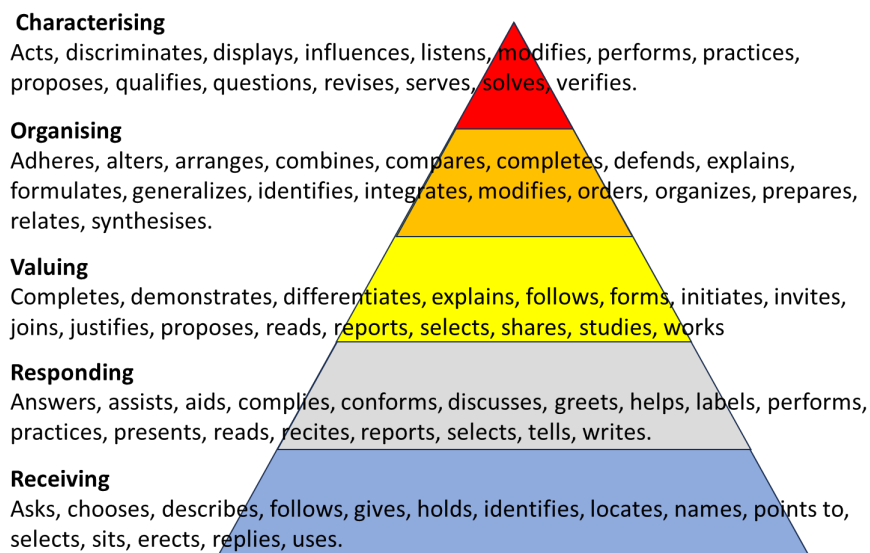 Characterising
Acts, discriminates, displays, influences, listens, modifies, performs, practices,
proposes, qualifies, questions, revises, serves, solves, verifies.
Organising
Adheres, alters, arranges, combines, compares, completes, defends, explains,
formulates, generalizes, identifies, integrates, modifies, orders, organizes, prepares,
relates, synthesises.
Valuing
Completes, demonstrates, differentiates, explains, follows, forms, initiates, invites,
joins, justifies, proposes, reads, reports, selects, shares, studies, works
Responding
Answers, assists, aids, complies, conforms, discusses, greets, helps, labels, performs,
practices, presents, reads, recites, reports, selects, tells, writes.
Receiving
Asks, chooses, describes, follows, gives, holds, identifies, locates, names, points to,
selects, sits, erects, replies, uses.